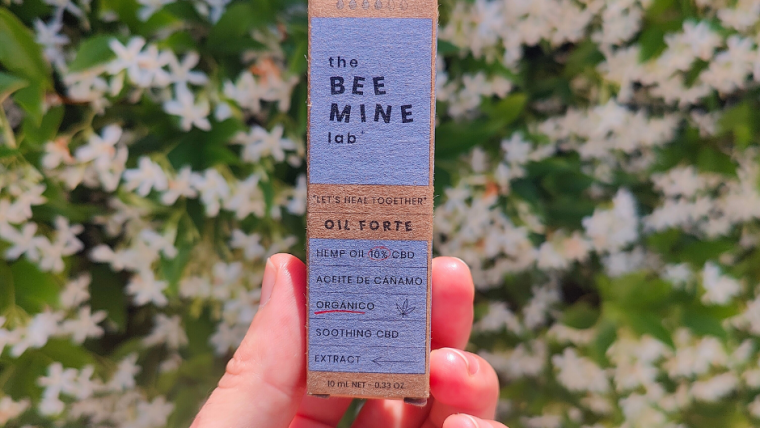 the
BEE
MINE
lab
"LET'S HEAL TOGETHER"
OIL FORTE
HEMP OIL 10% CBD
ACEITE DE CAÑAMO
ORGÁNICO
SOOTHING CBD
EXTRACT
10 mL NET - 0.33 OZ